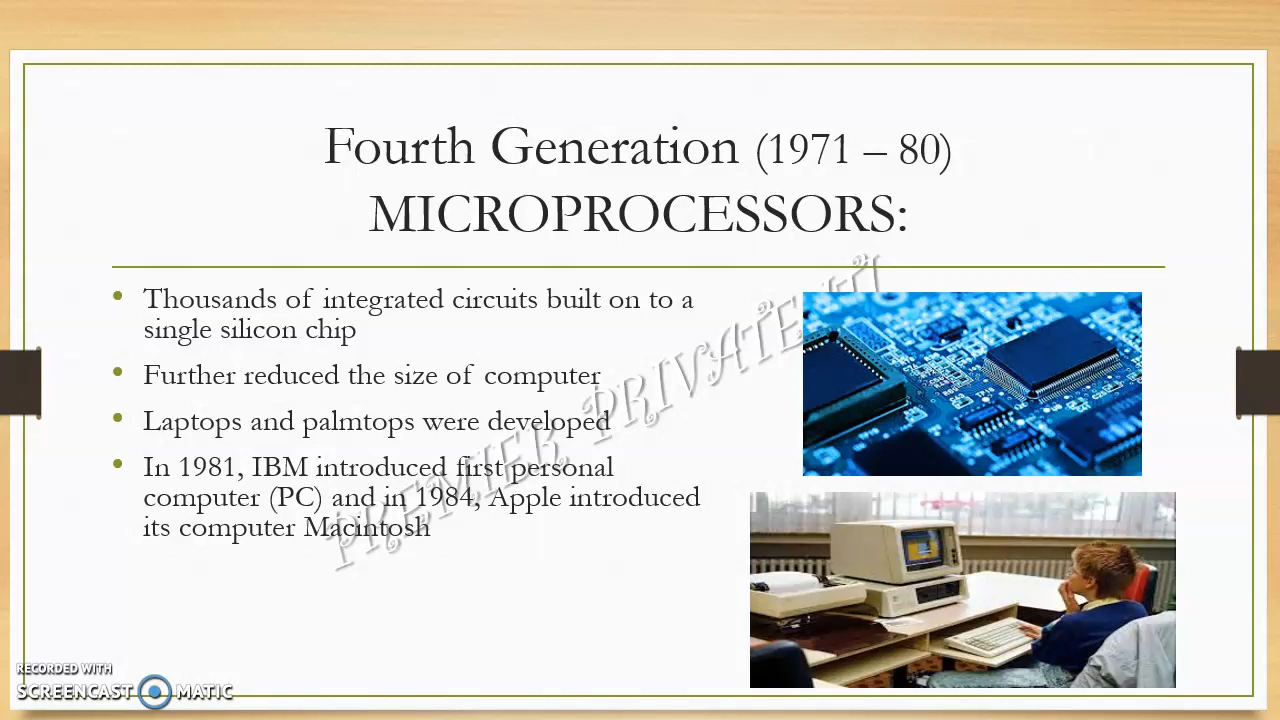 Fourth Generation (1971 – 80)
MICROPROCESSORS:
• Thousands of integrated circuits built on to a
single silicon chip
• Further reduced the size of computer
• Laptops and palmtops were developed
• In 1981, IBM introduced first personal
computer (PC) and in 1984, Apple introduced
its computer Macintosh
PREMIER PRIVATE
RECORDED WITH
SCREENCAST MATIC